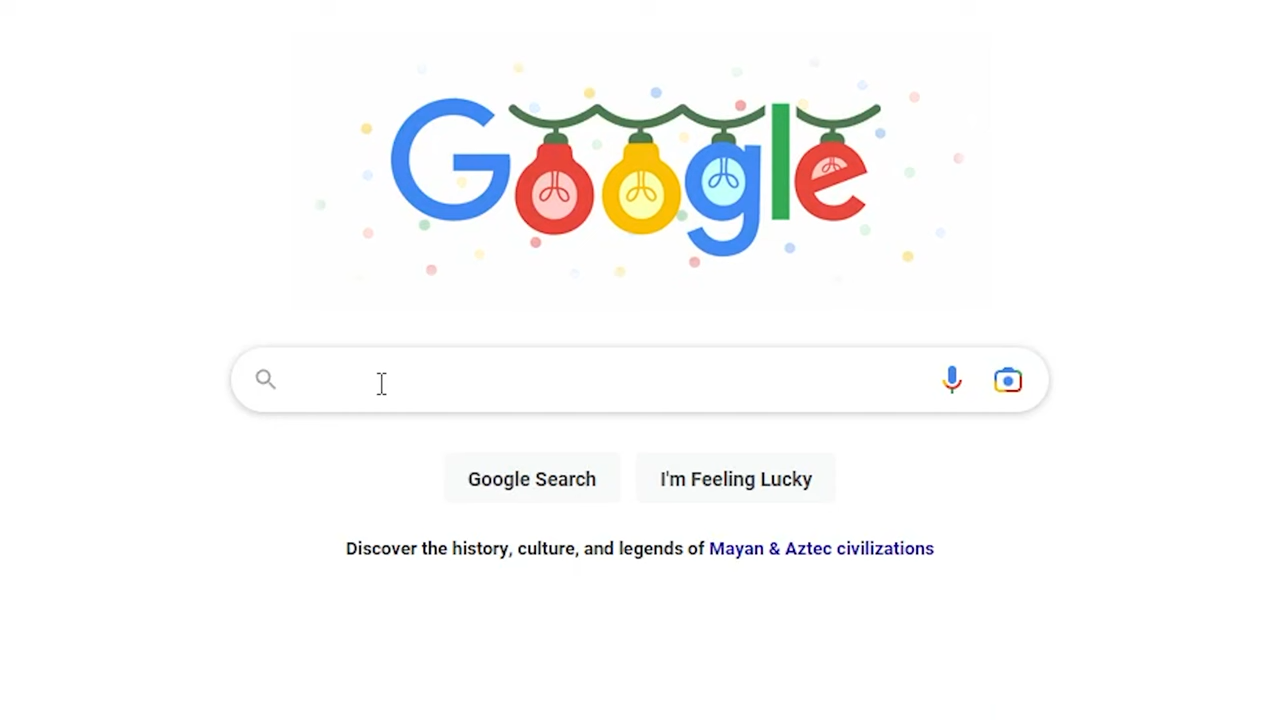 Google
Google Search
I'm Feeling Lucky
Discover the history, culture, and legends of Mayan & Aztec civilizations